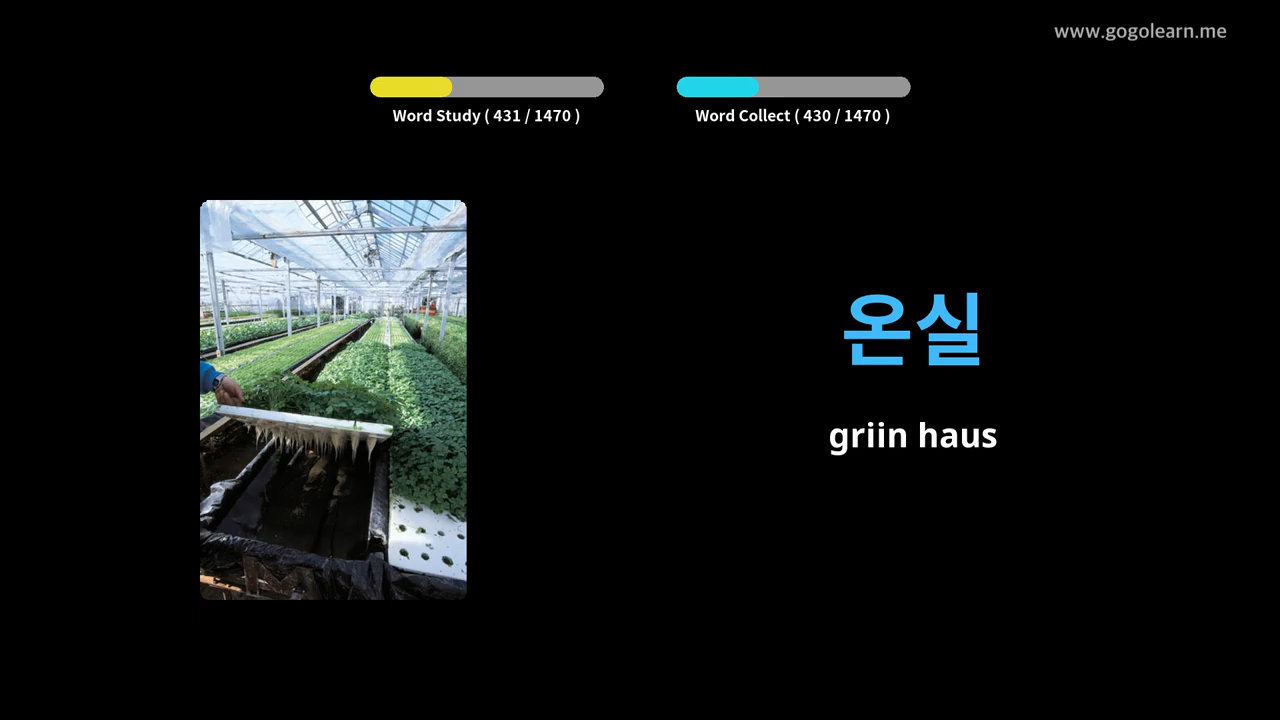 www.gogolearn.me
Word Study ( 431 / 1470 )
Word Collect ( 430 / 1470 )
온실
griin haus